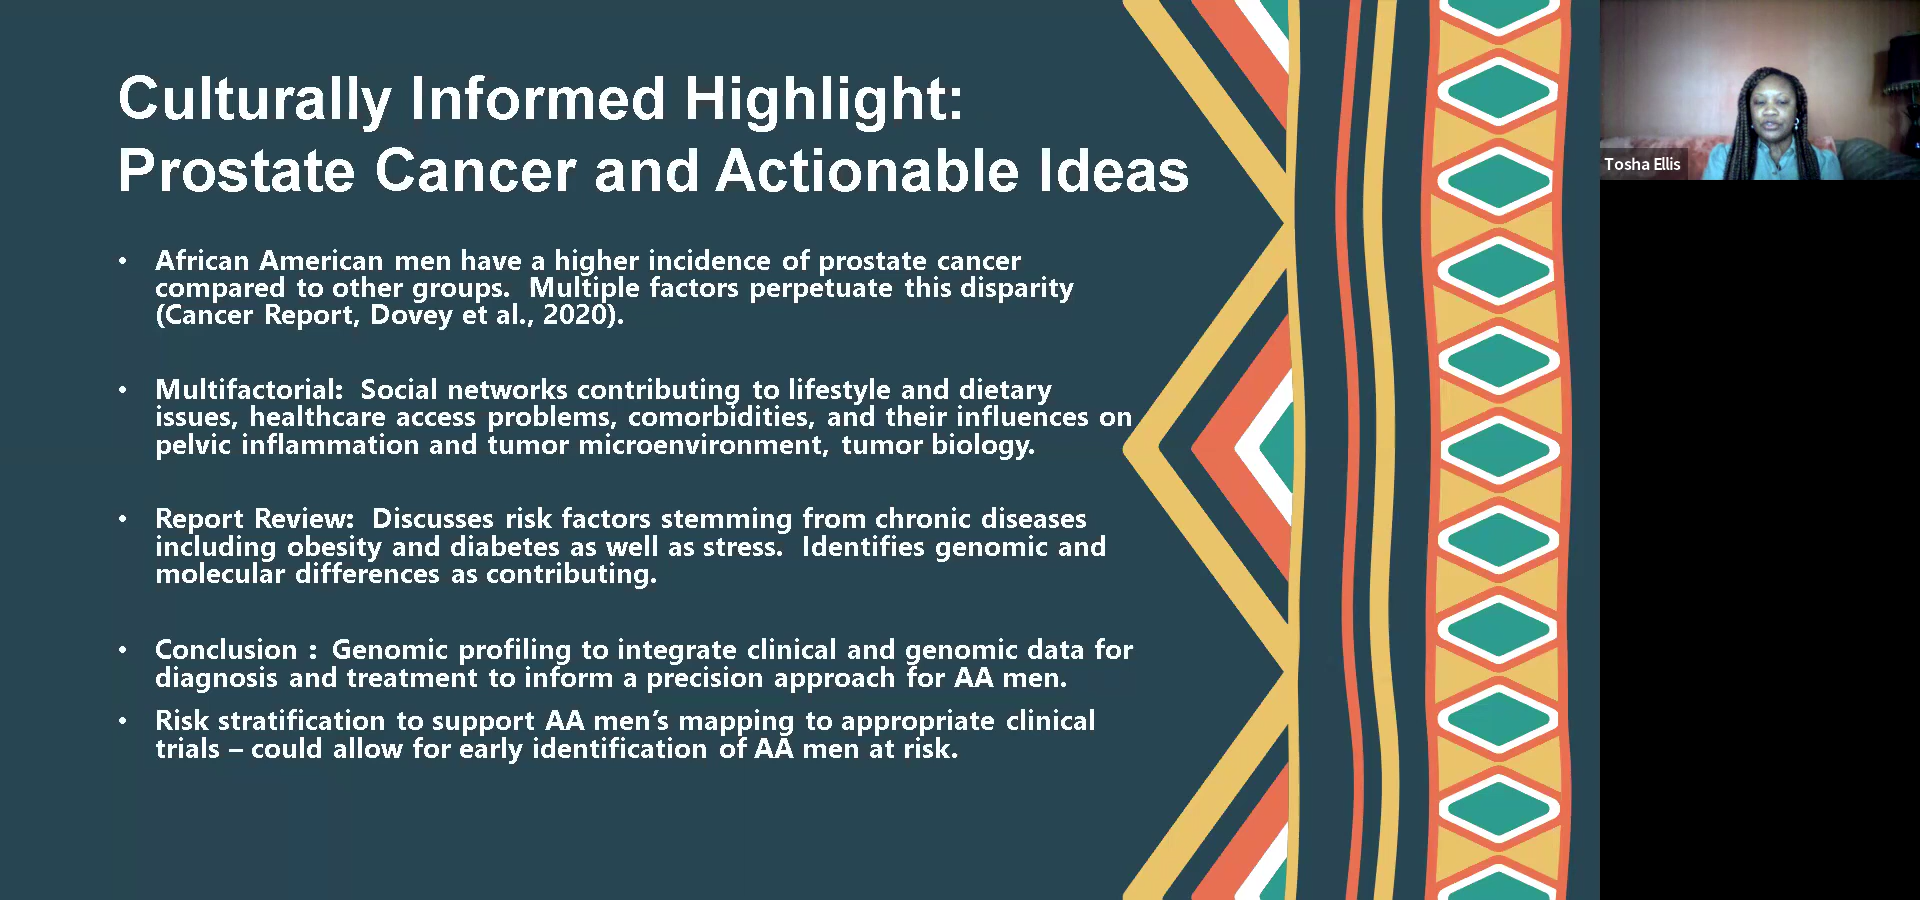 Culturally Informed Highlight:
Prostate Cancer and Actionable Ideas
• African American men have a higher incidence of prostate cancer
compared to other groups.  Multiple factors perpetuate this disparity
(Cancer Report, Dovey et al., 2020).
• Multifactorial:  Social networks contributing to lifestyle and dietary
issues, healthcare access problems, comorbidities, and their influences on
pelvic inflammation and tumor microenvironment, tumor biology.
• Report Review:  Discusses risk factors stemming from chronic diseases
including obesity and diabetes as well as stress.  Identifies genomic and
molecular differences as contributing.
• Conclusion :  Genomic profiling to integrate clinical and genomic data for
diagnosis and treatment to inform a precision approach for AA men.
• Risk stratification to support AA men’s mapping to appropriate clinical
trials – could allow for early identification of AA men at risk.
Tosha Ellis